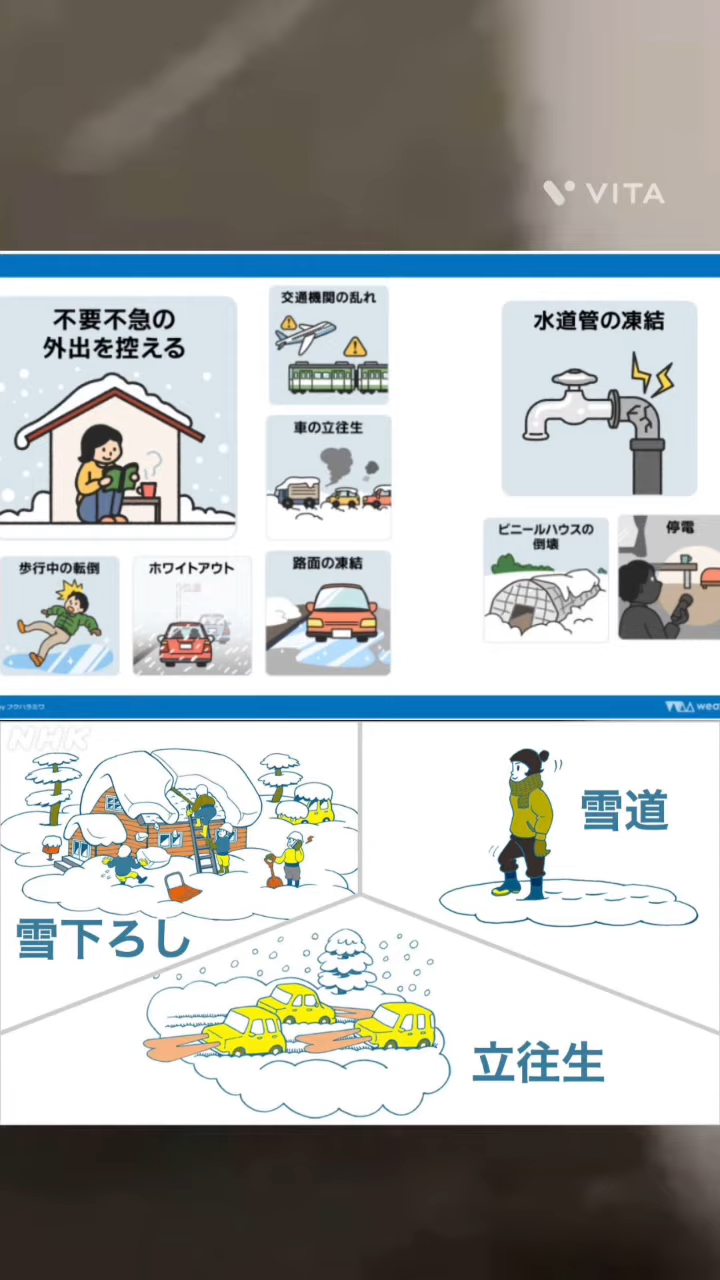 VITA
不要不急の
外出を控える
交通機関の乱れ
車の立往生
水道管の凍結
歩行中の転倒
ホワイトアウト
路面の凍結
ビニールハウスの
倒壊
停電
NHK
雪下ろし
雪道
立往生